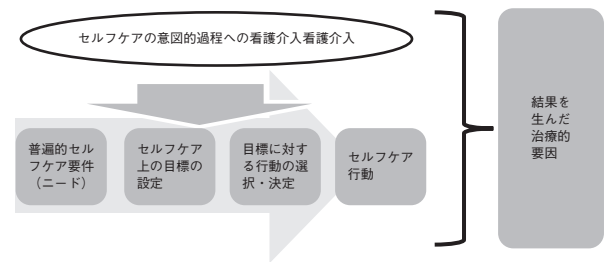 セルフケアの意図的過程への看護介入看護介入
普遍的セル
フケア要件
（ニード）
セルフケア
上の目標の
設定
目標に対す
る行動の選
択・決定
セルフケア
行動
結果を
生んだ
治療的
要因